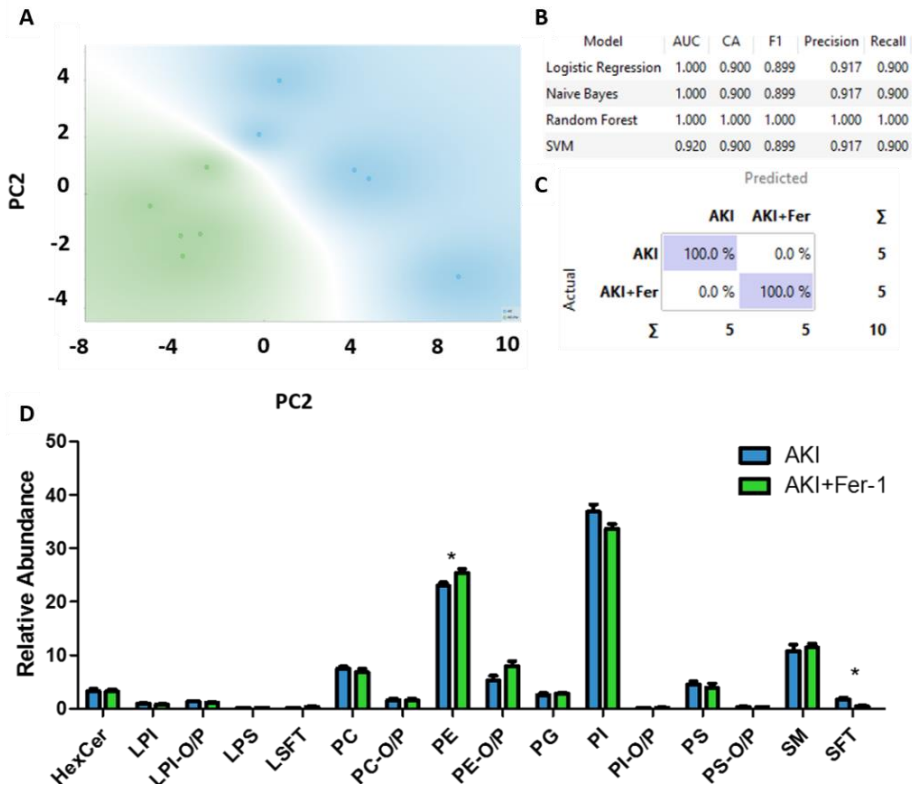 A
4
2
0
-2
-4
PC2
-8 -4 0 4 8 10
PC2
B
Model AUC CA F1 Precision Recall
Logistic Regression 1.000 0.900 0.899 0.917 0.900
Naive Bayes 1.000 0.900 0.899 0.917 0.900
Random Forest 1.000 1.000 1.000 1.000 1.000
SVM 0.920 0.900 0.899 0.917 0.900
C
Predicted
AKI AKI+Fer Σ
Actual
AKI 100.0 % 0.0 % 5
AKI+Fer 0.0 % 100.0 % 5
Σ 5 5 10
D
Relative Abundance
50
40
30
20
10
0
AKI
AKI+Fer-1
*
*
HexCer LPI LPI-O/P LPS LSFT PC PC-O/P PE PE-O/P PG PI PI-O/P PS PS-O/P SM SFT